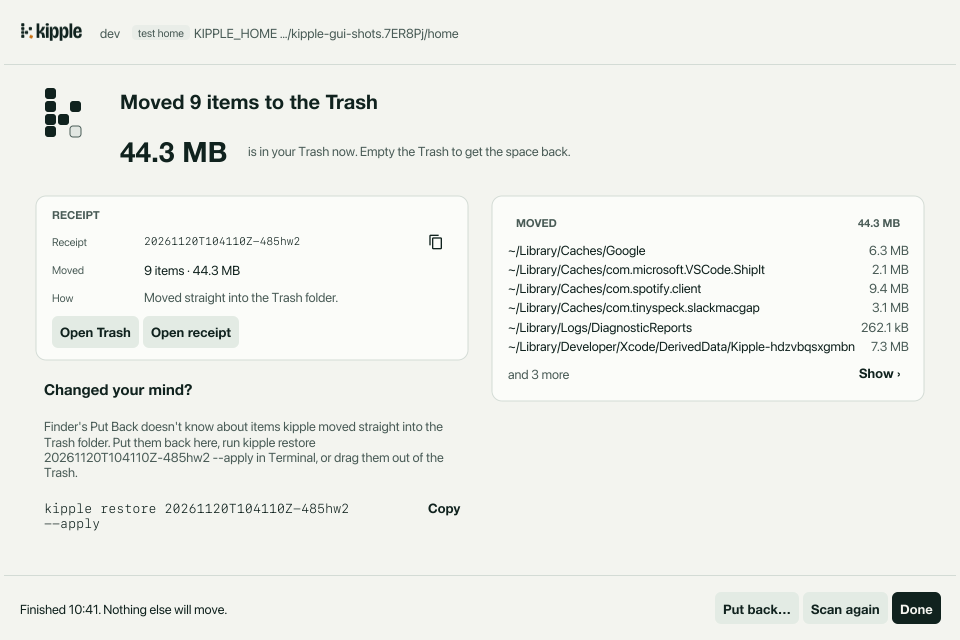 kipple dev test home KIPPLE_HOME .../kipple-gui-shots.7ER8Pj/home
Moved 9 items to the Trash
44.3 MB is in your Trash now. Empty the Trash to get the space back.
RECEIPT
Receipt 20261120T104110Z-485hw2
Moved 9 items · 44.3 MB
How Moved straight into the Trash folder.
Open Trash Open receipt
Changed your mind?
Finder's Put Back doesn't know about items kipple moved straight into the
Trash folder. Put them back here, run kipple restore
20261120T104110Z-485hw2 --apply in Terminal, or drag them out of the
Trash.
kipple restore 20261120T104110Z-485hw2
--apply
Copy
MOVED 44.3 MB
~/Library/Caches/Google 6.3 MB
~/Library/Caches/com.microsoft.VSCode.ShipIt 2.1 MB
~/Library/Caches/com.spotify.client 9.4 MB
~/Library/Caches/com.tinyspeck.slackmacgap 3.1 MB
~/Library/Logs/DiagnosticReports 262.1 kB
~/Library/Developer/Xcode/DerivedData/Kipple-hdzvbqsxgmbn 7.3 MB
and 3 more Show ›
Finished 10:41. Nothing else will move.
Put back... Scan again Done